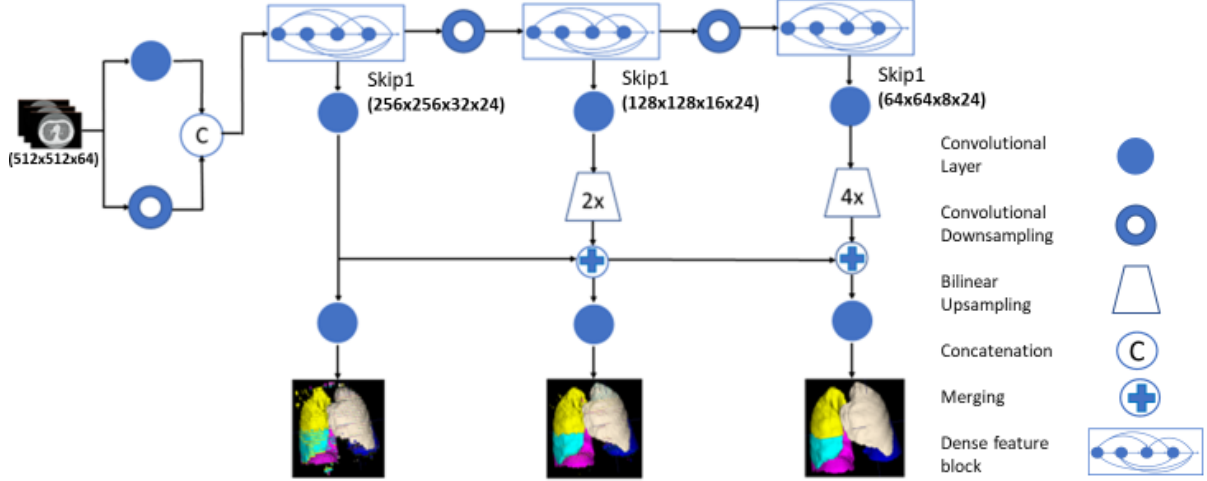 Skip1
(256x256x32x24)
Skip1
(128x128x16x24)
Skip1
(64x64x8x24)
(512x512x64)
C
2x
4x
Convolutional
Layer
Convolutional
Downsampling
Bilinear
Upsampling
Concatenation
C
Merging
Dense feature
block